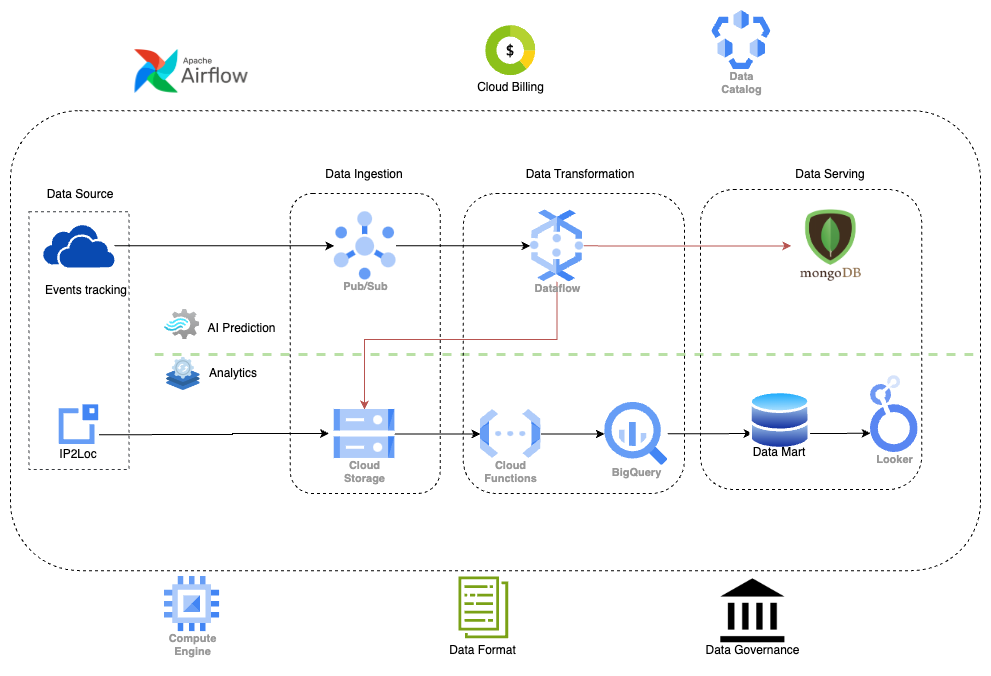 Apache
Airflow
Cloud Billing
Data
Catalog
Data Source
Data Ingestion
Data Transformation
Data Serving
Events tracking
Pub/Sub
Dataflow
mongoDB
AI Prediction
Analytics
IP2Loc
Cloud
Storage
Cloud
Functions
BigQuery
Data Mart
Looker
Compute
Engine
Data Format
Data Governance
$